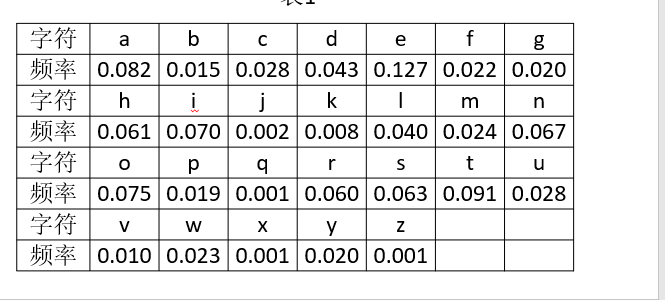 字符 a b c d e f g
频率 0.082 0.015 0.028 0.043 0.127 0.022 0.020
字符 h i j k l m n
频率 0.061 0.070 0.002 0.008 0.040 0.024 0.067
字符 o p q r s t u
频率 0.075 0.019 0.001 0.060 0.063 0.091 0.028
字符 v w x y z
频率 0.010 0.023 0.001 0.020 0.001